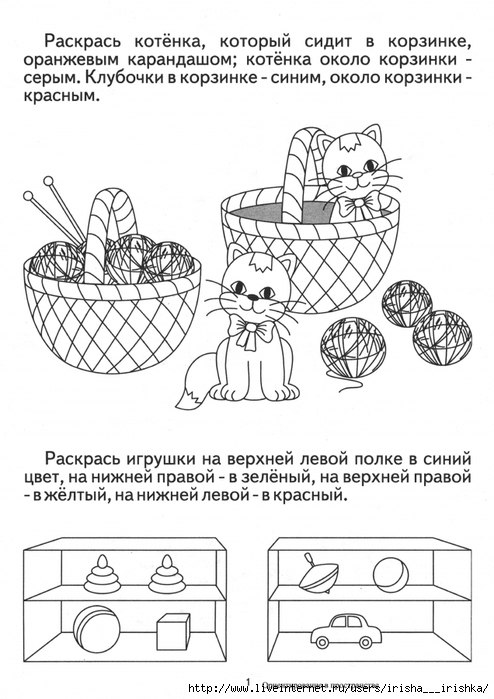 Раскрась котёнка, который сидит в корзинке,
оранжевым карандашом; котёнка около корзинки -
серым. Клубочки в корзинке - синим, около корзинки -
красным.
Раскрась игрушки на верхней левой полке в синий
цвет, на нижней правой - в зелёный, на верхней правой
- в жёлтый, на нижней левой - в красный.
1
http://www.liveinternet.ru/users/irisha___irishka/